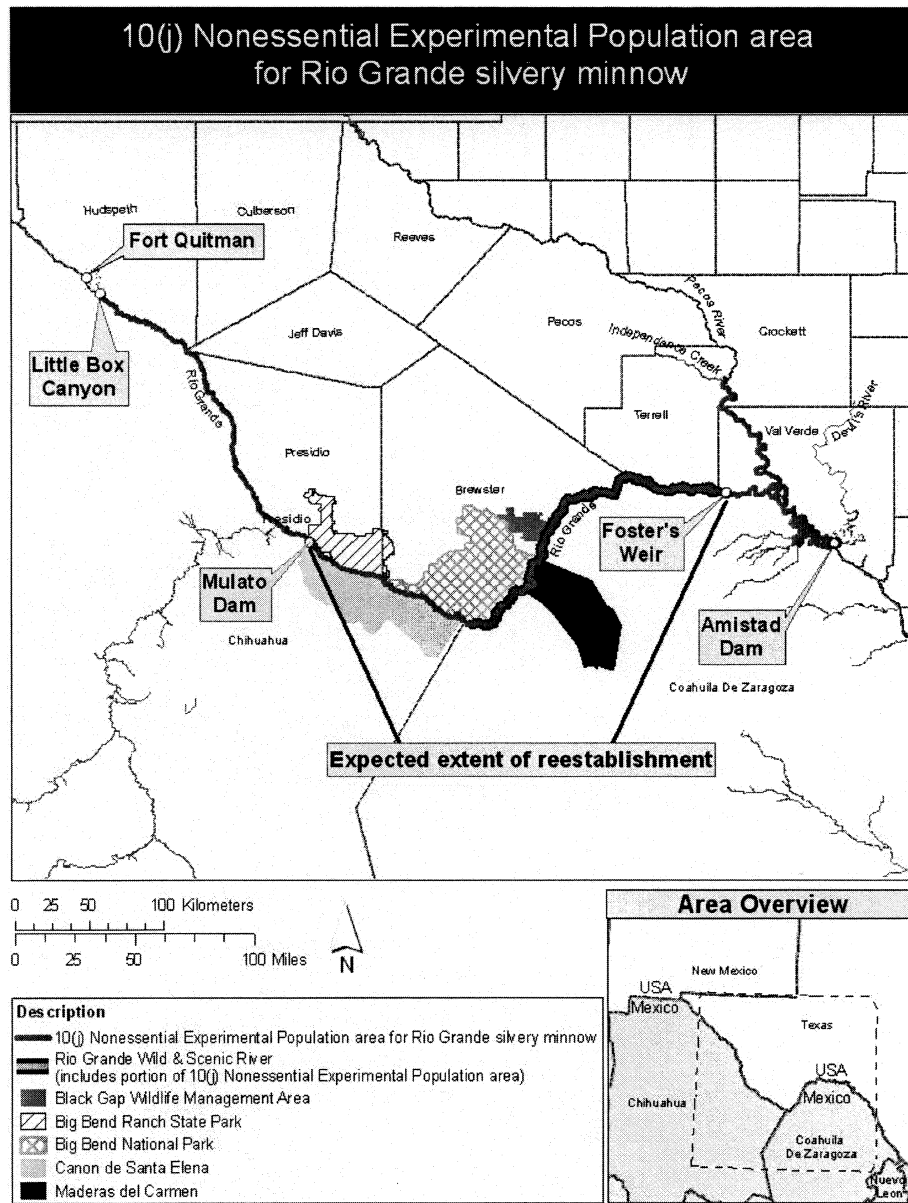 10(j) Nonessential Experimental Population area
for Rio Grande silvery minnow
Hudspeth
Culberson
Reeves
Fort Quitman
Jeff Davis
Pecos
Pecos River
Independence Creek
Crockett
Little Box
Canyon
Rio Grande
Terrell
Val Verde
Devil's River
Presidio
Brewster
Presidio
Rio Grande
Foster's
Weir
Mulato
Dam
Amistad
Dam
Chihuahua
Coahuila De Zaragoza
Expected extent of reestablishment
0 25 50 100 Kilometers
0 25 50 100 Miles
N
Area Overview
New Mexico
USA
Mexico
Texas
USA
Mexico
Chihuahua
Coahuila
De Zaragoza
Nuevo
Leon
Description
10(j) Nonessential Experimental Population area for Rio Grande silvery minnow
Rio Grande Wild & Scenic River
(includes portion of 10(j) Nonessential Experimental Population area)
Black Gap Wildlife Management Area
Big Bend Ranch State Park
Big Bend National Park
Canon de Santa Elena
Maderas del Carmen